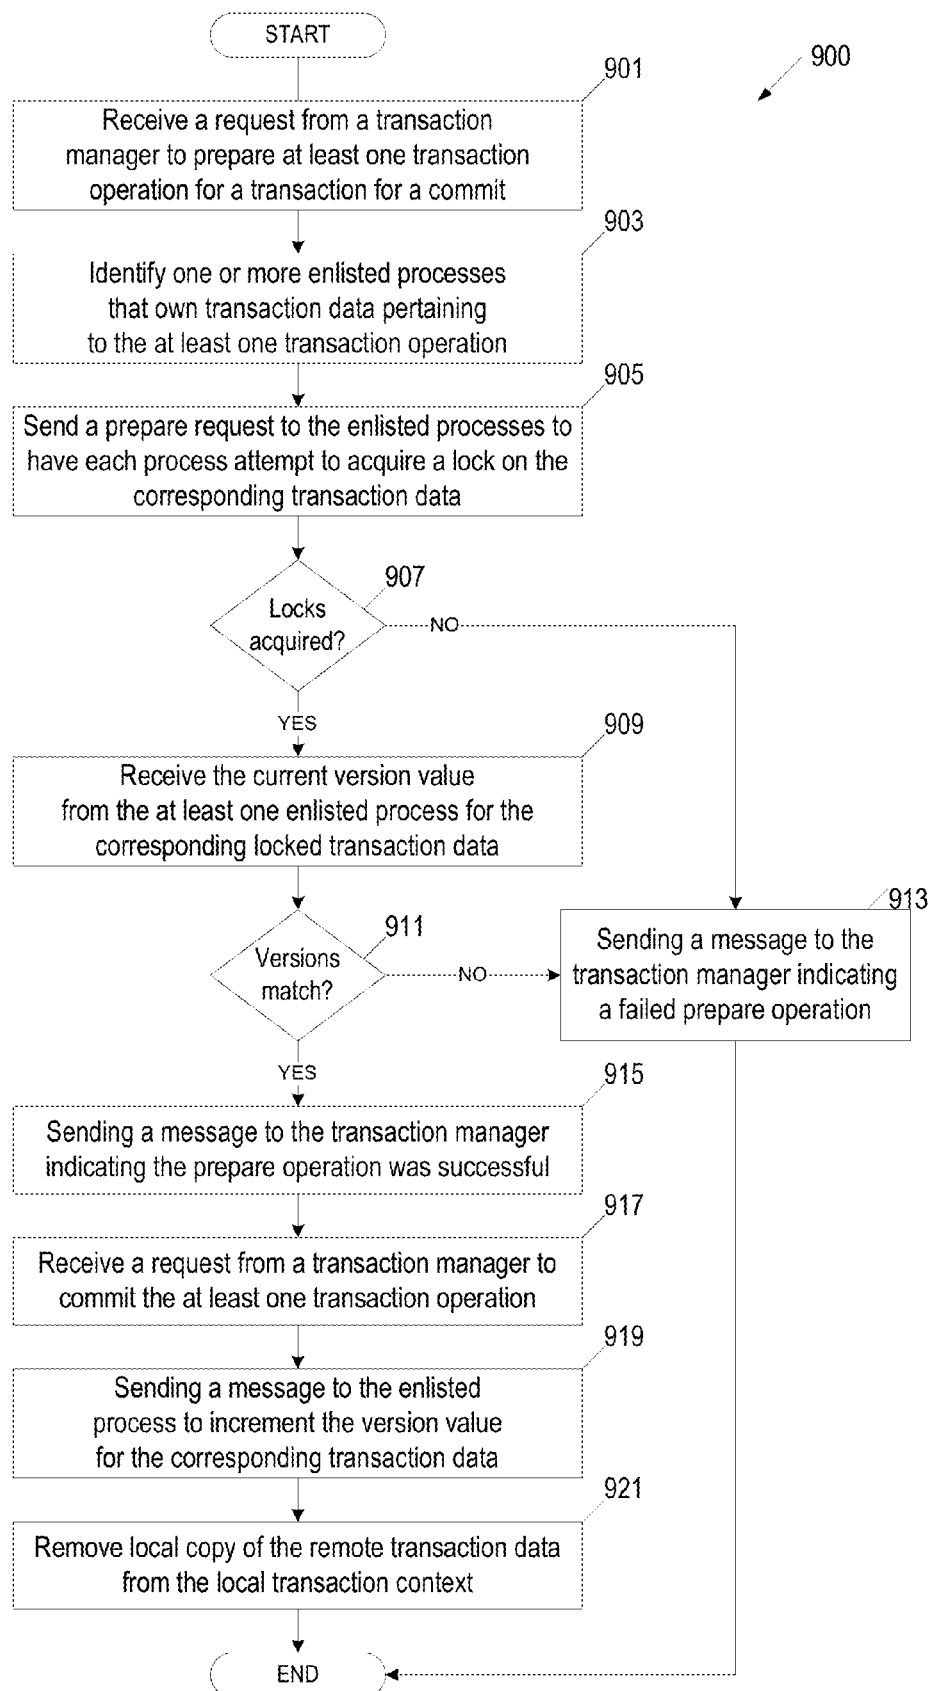 START
900
901
Receive a request from a transaction
manager to prepare at least one transaction
operation for a transaction for a commit
903
Identify one or more enlisted processes
that own transaction data pertaining
to the at least one transaction operation
905
Send a prepare request to the enlisted processes to
have each process attempt to acquire a lock on the
corresponding transaction data
907
Locks
acquired?
NO
YES
909
Receive the current version value
from the at least one enlisted process for the
corresponding locked transaction data
911
Versions
match?
NO
913
Sending a message to the
transaction manager indicating
a failed prepare operation
YES
915
Sending a message to the transaction manager
indicating the prepare operation was successful
917
Receive a request from a transaction manager to
commit the at least one transaction operation
919
Sending a message to the enlisted
process to increment the version value
for the corresponding transaction data
921
Remove local copy of the remote transaction data
from the local transaction context
END